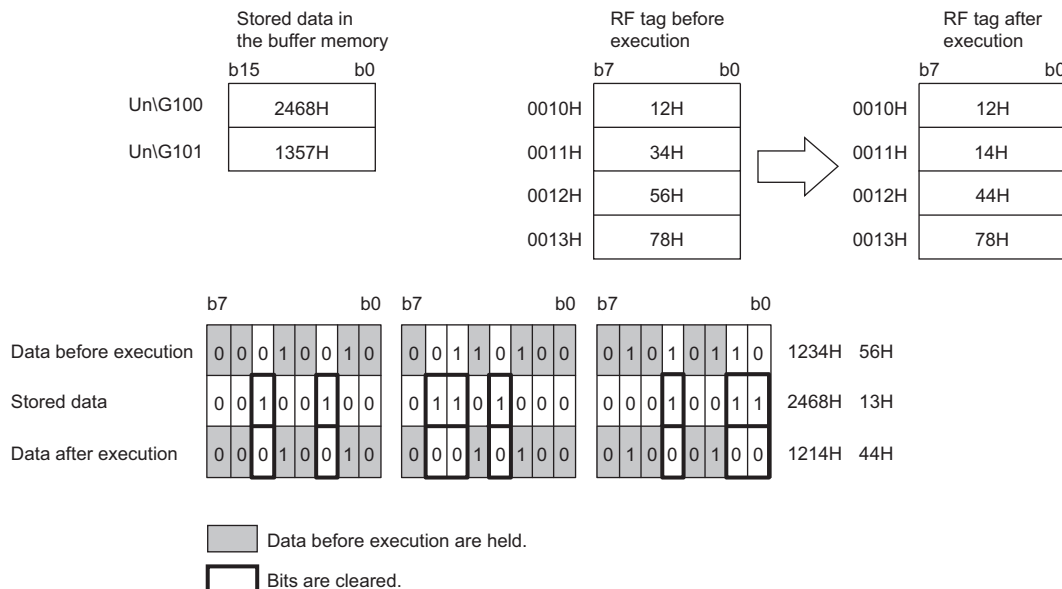 Stored data in
the buffer memory
b15 b0
Un\G100 2468H
Un\G101 1357H
RF tag before
execution
b7 b0
0010H 12H
0011H 34H
0012H 56H
0013H 78H
RF tag after
execution
b7 b0
0010H 12H
0011H 14H
0012H 44H
0013H 78H
b7 b0 b7 b0 b7 b0
Data before execution 0 0 0 1 0 0 1 0 0 0 1 1 0 1 0 0 0 1 0 1 0 1 1 0 1234H 56H
Stored data 0 0 1 0 0 1 0 0 0 1 1 0 1 0 0 0 0 0 0 1 0 0 1 1 2468H 13H
Data after execution 0 0 0 1 0 0 1 0 0 0 0 1 0 1 0 0 0 1 0 0 0 1 0 0 1214H 44H
Data before execution are held.
Bits are cleared.